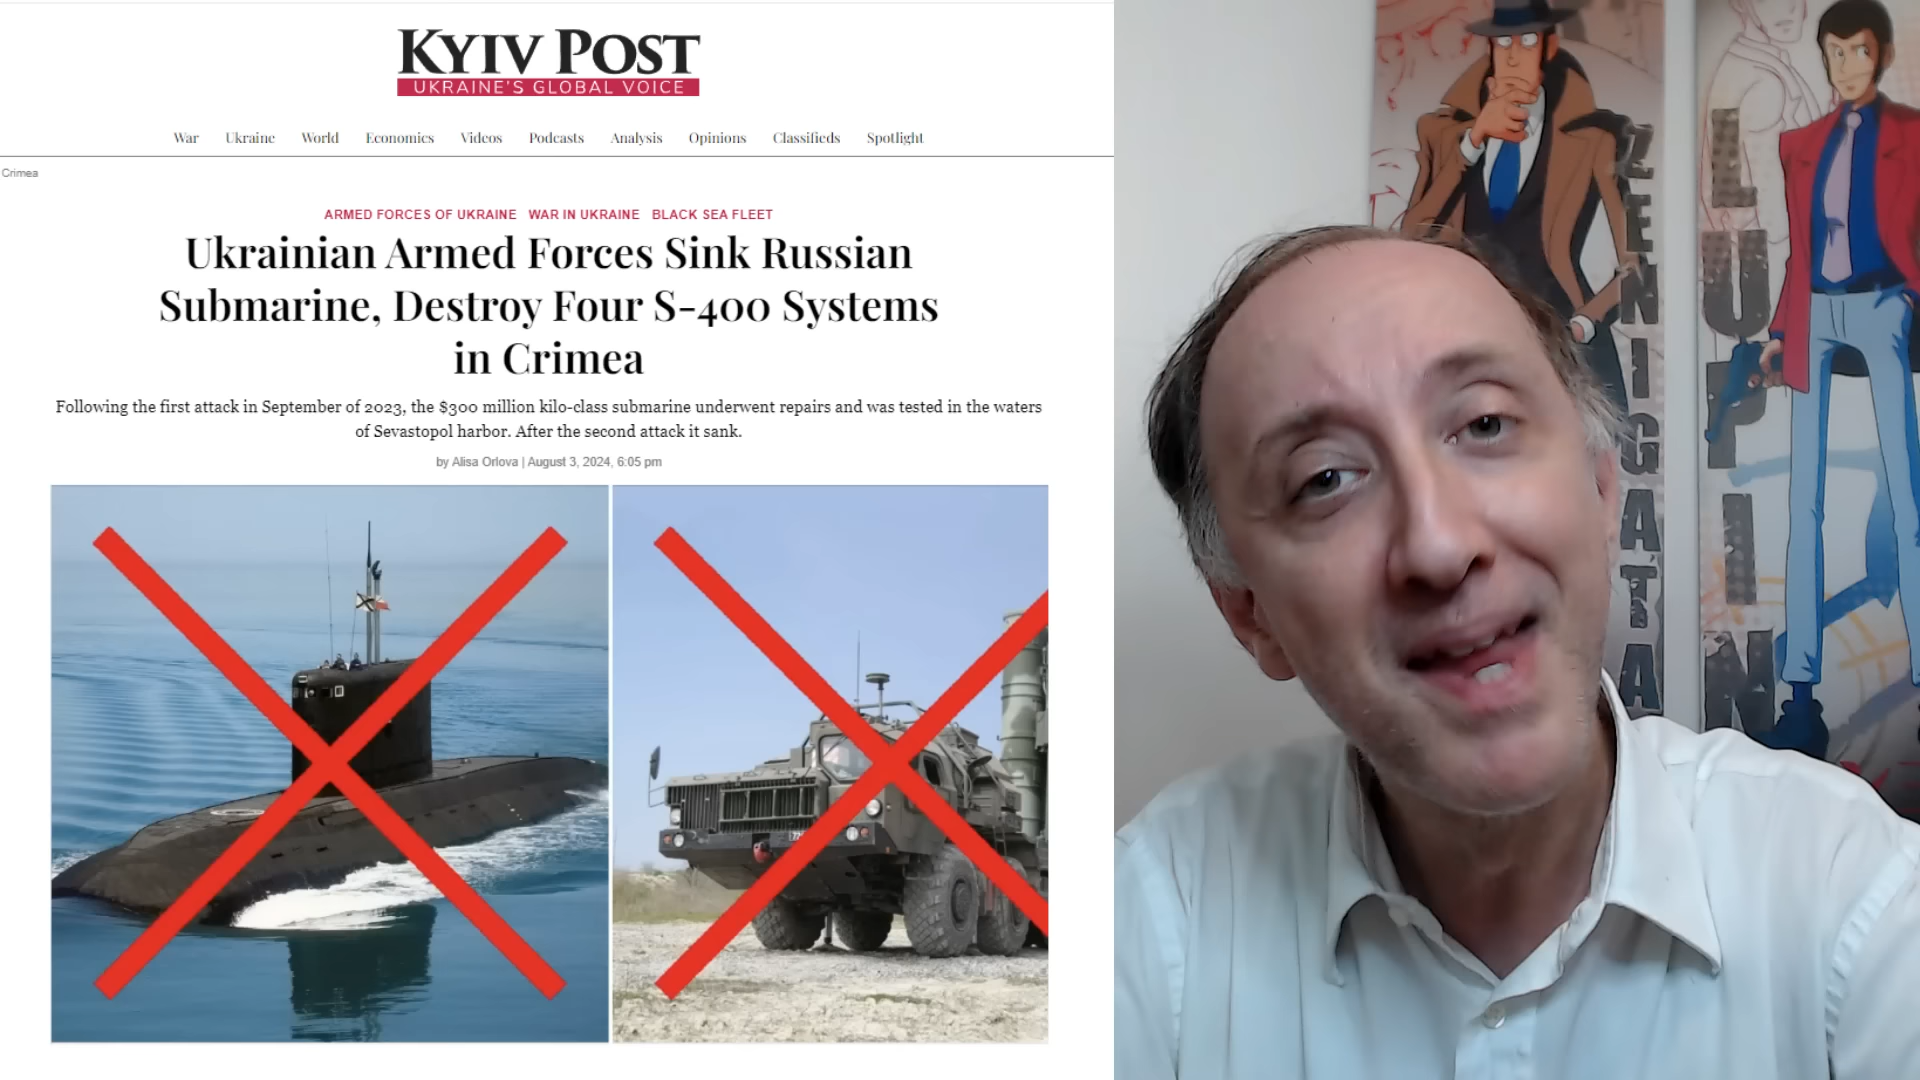 KYIV POST
UKRAINE'S GLOBAL VOICE
War Ukraine World Economics Videos Podcasts Analysis Opinions Classifieds Spotlight
Crimea
ARMED FORCES OF UKRAINE WAR IN UKRAINE BLACK SEA FLEET
Ukrainian Armed Forces Sink Russian
Submarine, Destroy Four S-400 Systems
in Crimea
Following the first attack in September of 2023, the $300 million kilo-class submarine underwent repairs and was tested in the waters
of Sevastopol harbor. After the second attack it sank.
by Alisa Orlova | August 3, 2024, 6:05 pm
ZENIGATA
LUPIN